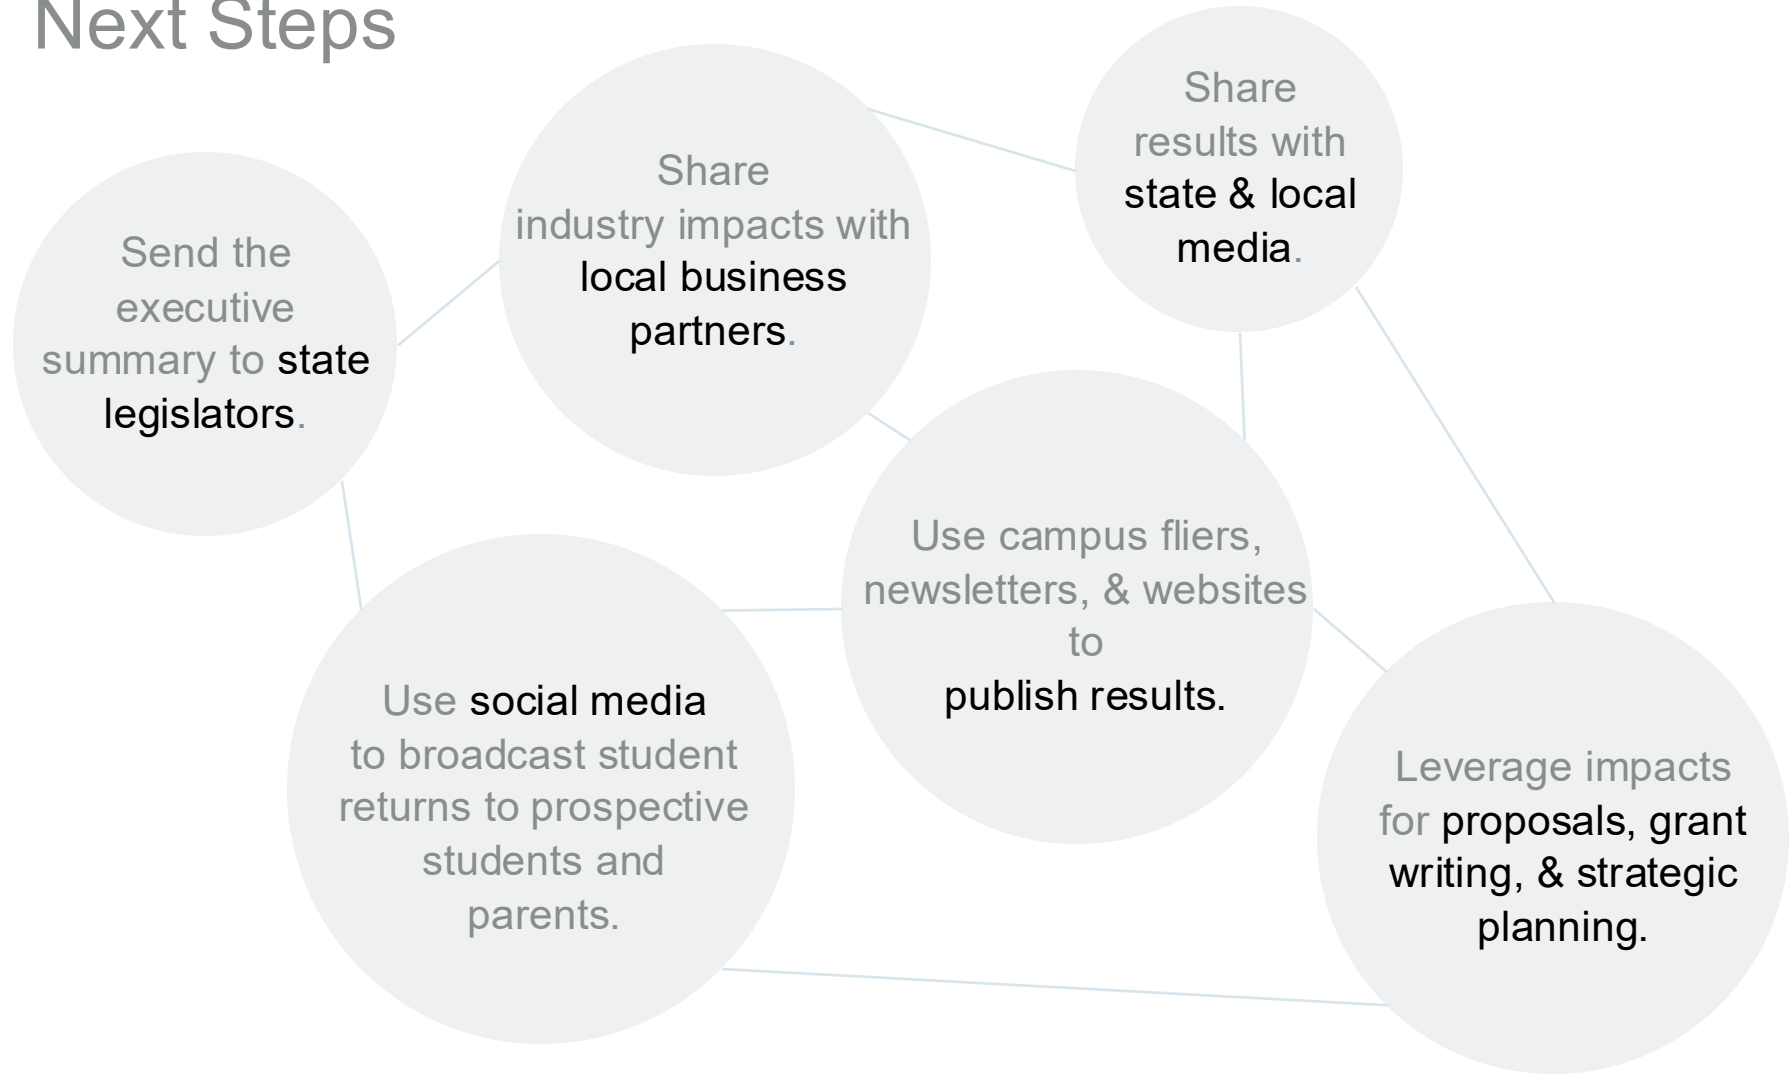 Next Steps
Send the
executive
summary to state
legislators.
Share
industry impacts with
local business
partners.
Share
results with
state & local
media.
Use social media
to broadcast student
returns to prospective
students and
parents.
Use campus fliers,
newsletters, & websites
to
publish results.
Leverage impacts
for proposals, grant
writing, & strategic
planning.